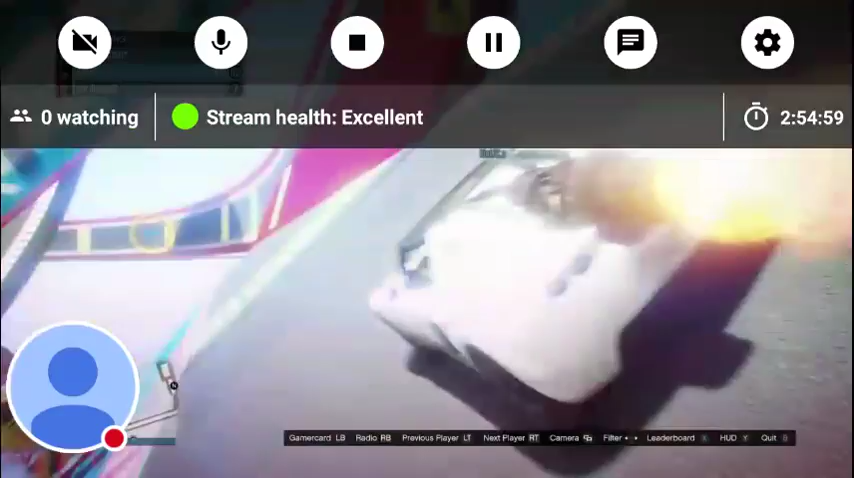 0 watching
Stream health: Excellent
2:54:59
Gamercard LB Radio RB Previous Player LT Next Player RT Camera Filter Leaderboard X HUD Y Quit B